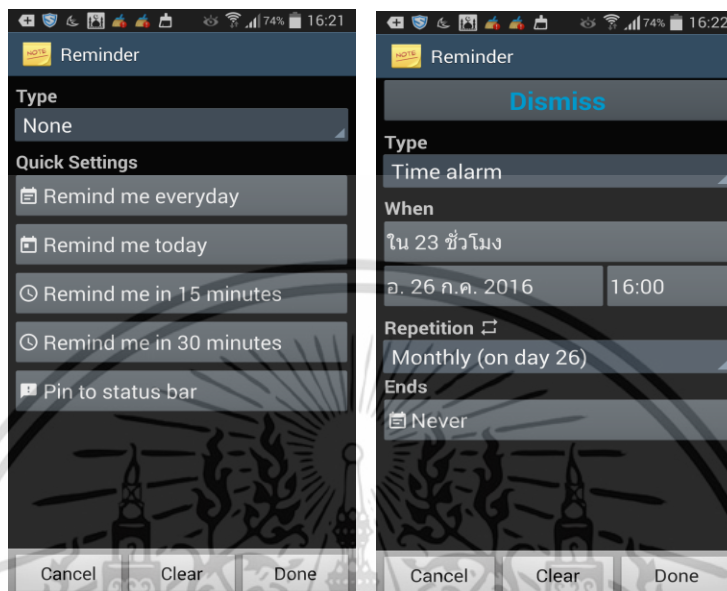 74% 16:21
NOTE Reminder
Type
None
Quick Settings
Remind me everyday
Remind me today
Remind me in 15 minutes
Remind me in 30 minutes
Pin to status bar
Cancel Clear Done
74% 16:22
NOTE Reminder
Dismiss
Type
Time alarm
When
ใน 23 ชั่วโมง
อ. 26 ก.ค. 2016 16:00
Repetition
Monthly (on day 26)
Ends
Never
Cancel Clear Done